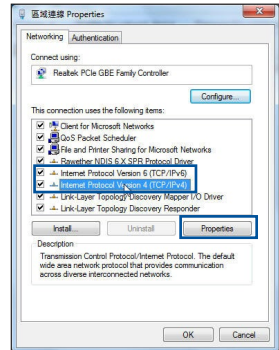 區域連線 Properties
Networking Authentication
Connect using:
Realtek PCIe GBE Family Controller
Configure...
This connection uses the following items:
Client for Microsoft Networks
QoS Packet Scheduler
File and Printer Sharing for Microsoft Networks
Rawether NDIS 6.X SPR Protocol Driver
Internet Protocol Version 6 (TCP/IPv6)
Internet Protocol Version 4 (TCP/IPv4)
Link-Layer Topology Discovery Mapper I/O Driver
Link-Layer Topology Discovery Responder
Install... Uninstall Properties
Description
Transmission Control Protocol/Internet Protocol. The default
wide area network protocol that provides communication
across diverse interconnected networks.
OK Cancel